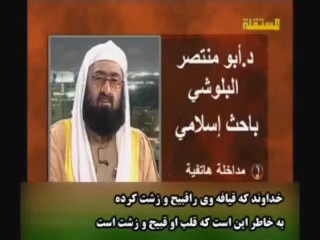 مستقلة
د.أبو منتصر
البلوشي
باحث إسلامي
مداخلة هاتفية
خداوند که قیافه وی راقبیح و زشت کرده
به خاطر این است که قلب او قبیح و زشت است